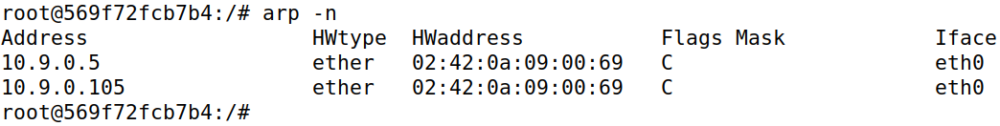 root@569f72fcb7b4:/# arp -n
Address                  HWtype  HWaddress           Flags Mask            Iface
10.9.0.5                 ether   02:42:0a:09:00:69   C                     eth0
10.9.0.105               ether   02:42:0a:09:00:69   C                     eth0
root@569f72fcb7b4:/#